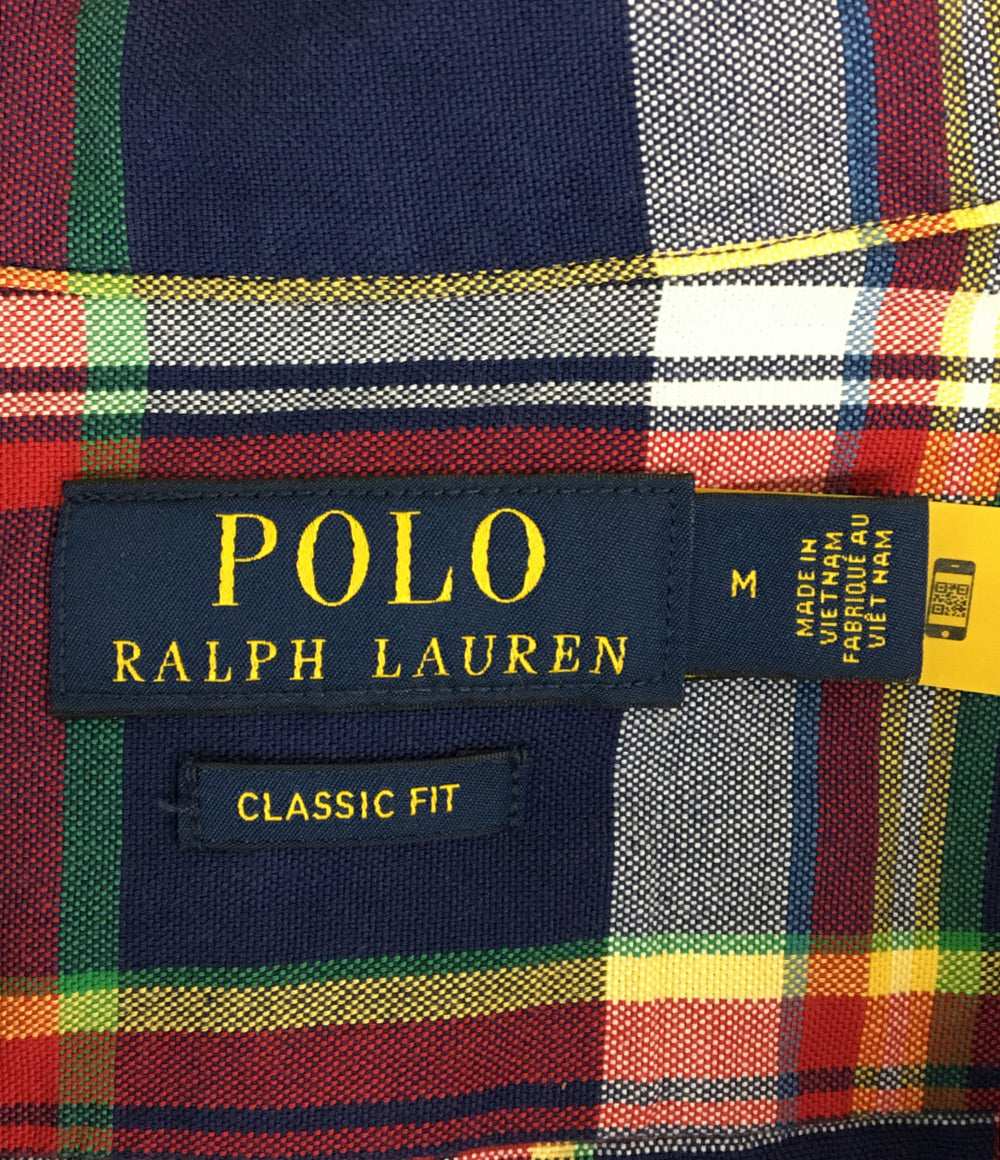 POLO
RALPH LAUREN
M
MADE IN
VIETNAM
FABRIQUÉ AU
VIÊT NAM
CLASSIC FIT